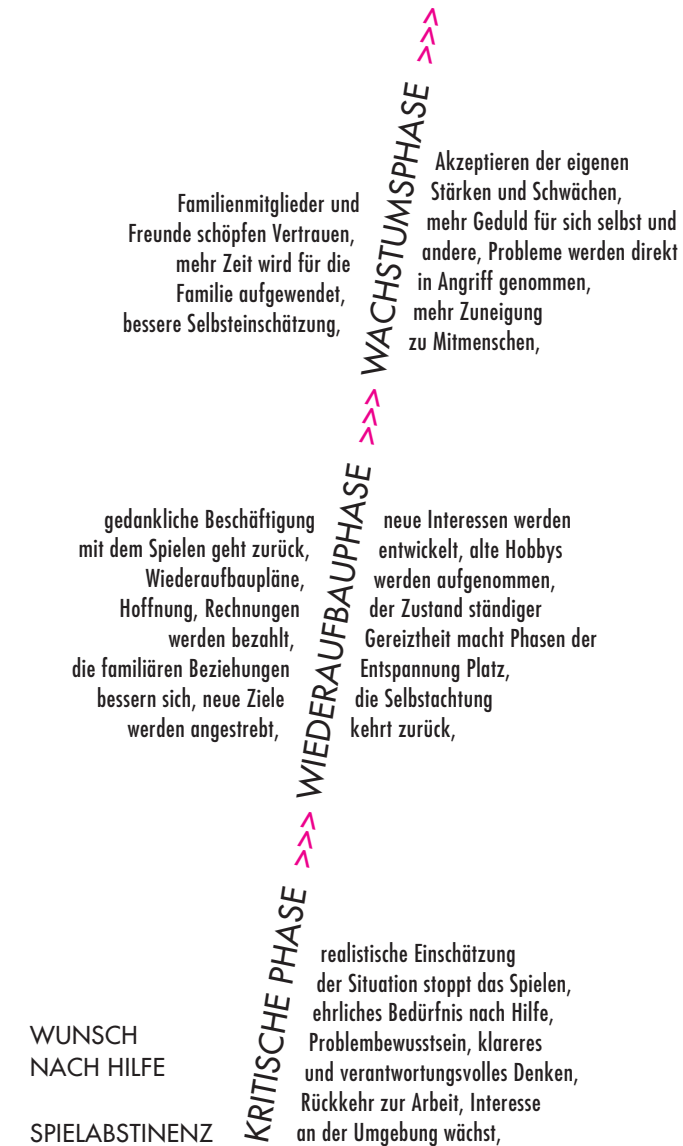 WACHSTUMSPHASE
Familienmitglieder und
Freunde schöpfen Vertrauen,
mehr Zeit wird für die
Familie aufgewendet,
bessere Selbsteinschätzung,
Akzeptieren der eigenen
Stärken und Schwächen,
mehr Geduld für sich selbst und
andere, Probleme werden direkt
in Angriff genommen,
mehr Zuneigung
zu Mitmenschen,
WIEDERAUFBAUPHASE
gedankliche Beschäftigung
mit dem Spielen geht zurück,
Wiederaufbaupläne,
Hoffnung, Rechnungen
werden bezahlt,
die familiären Beziehungen
bessern sich, neue Ziele
werden angestrebt,
neue Interessen werden
entwickelt, alte Hobbys
werden aufgenommen,
der Zustand ständiger
Gereiztheit macht Phasen der
Entspannung Platz,
die Selbstachtung
kehrt zurück,
KRITISCHE PHASE
realistische Einschätzung
der Situation stoppt das Spielen,
ehrliches Bedürfnis nach Hilfe,
Problembewusstsein, klareres
und verantwortungsvolles Denken,
Rückkehr zur Arbeit, Interesse
an der Umgebung wächst,
WUNSCH
NACH HILFE
SPIELABSTINENZ